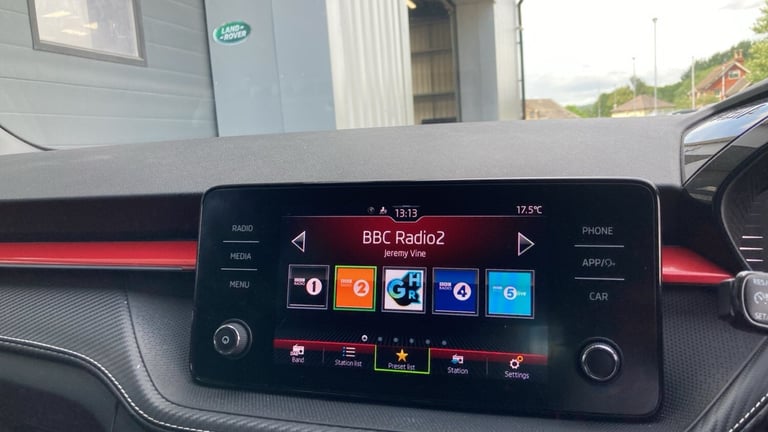 LAND
ROVER
13:13
17.5°C
RADIO
MEDIA
MENU
BBC Radio2
Jeremy Vine
PHONE
APP/
CAR
BBC RADIO 1
BBC RADIO 2
GHR
BBC RADIO 4
BBC RADIO 5 live
Band
Station list
Preset list
Station
Settings
RES
SET